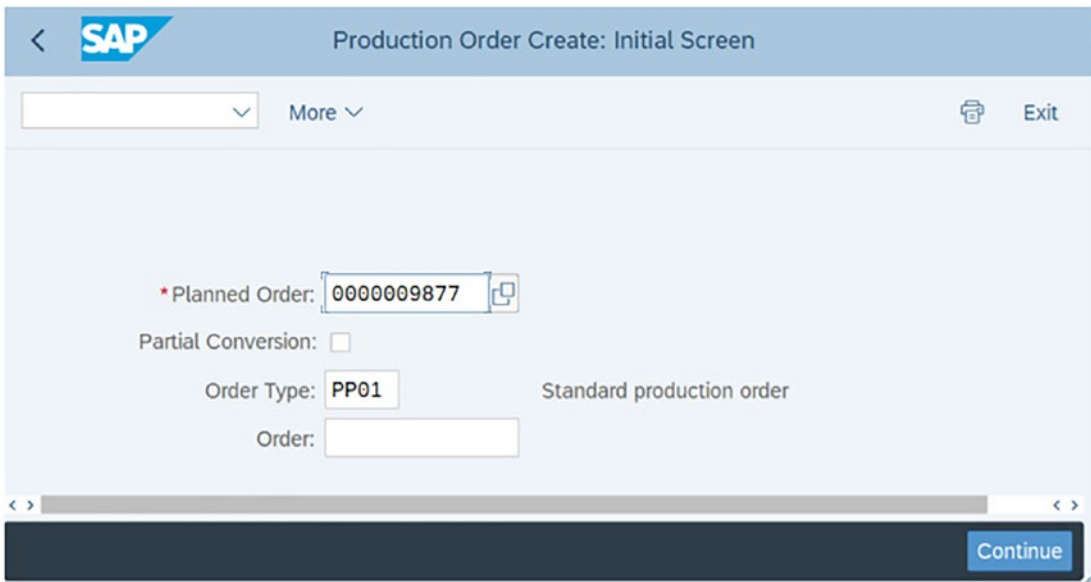 SAP Production Order Create: Initial Screen
More Exit
*Planned Order: 0000009877
Partial Conversion:
Order Type: PP01 Standard production order
Order:
Continue